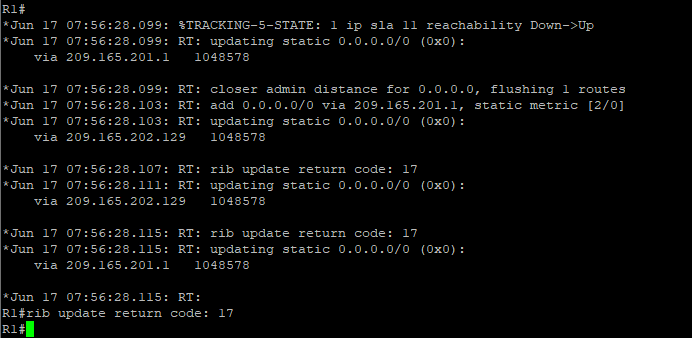 R1#
*Jun 17 07:56:28.099: %TRACKING-5-STATE: 1 ip sla 11 reachability Down->Up
*Jun 17 07:56:28.099: RT: updating static 0.0.0.0/0 (0x0):
    via 209.165.201.1   1048578

*Jun 17 07:56:28.099: RT: closer admin distance for 0.0.0.0, flushing 1 routes
*Jun 17 07:56:28.103: RT: add 0.0.0.0/0 via 209.165.201.1, static metric [2/0]
*Jun 17 07:56:28.103: RT: updating static 0.0.0.0/0 (0x0):
    via 209.165.202.129   1048578

*Jun 17 07:56:28.107: RT: rib update return code: 17
*Jun 17 07:56:28.111: RT: updating static 0.0.0.0/0 (0x0):
    via 209.165.202.129   1048578

*Jun 17 07:56:28.115: RT: rib update return code: 17
*Jun 17 07:56:28.115: RT: updating static 0.0.0.0/0 (0x0):
    via 209.165.201.1   1048578

*Jun 17 07:56:28.115: RT:
R1#rib update return code: 17
R1#